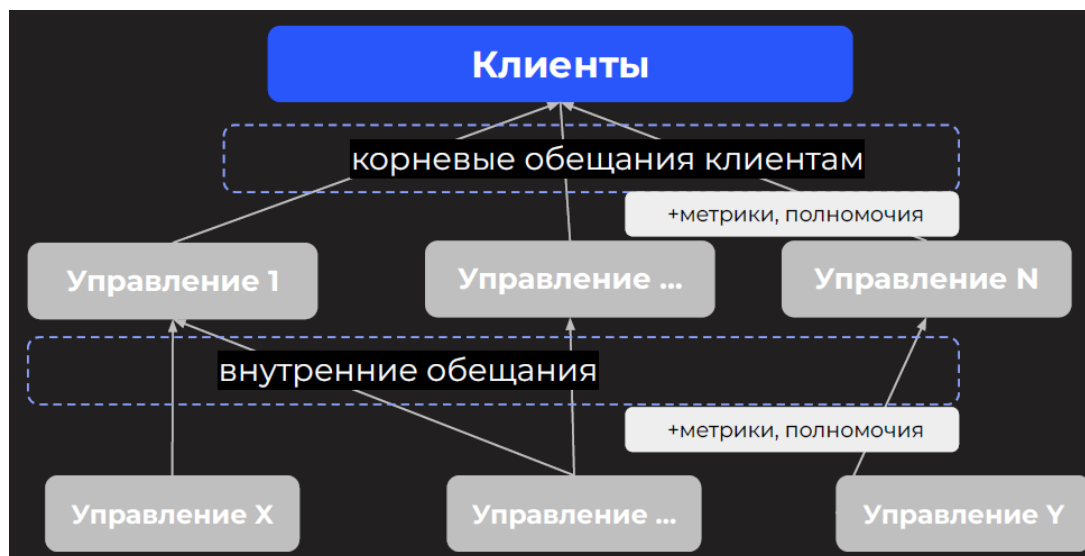 Клиенты
корневые обещания клиентам
+метрики, полномочия
Управление 1
Управление ...
Управление N
внутренние обещания
+метрики, полномочия
Управление X
Управление ...
Управление Y